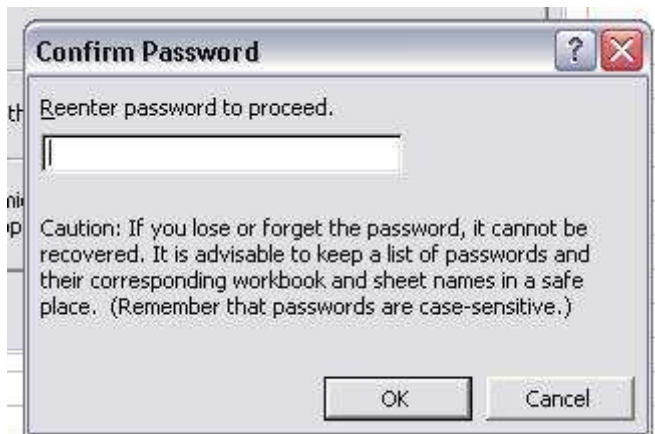 Confirm Password
Reenter password to proceed.
Caution: If you lose or forget the password, it cannot be
recovered. It is advisable to keep a list of passwords and
their corresponding workbook and sheet names in a safe
place. (Remember that passwords are case-sensitive.)
OK
Cancel